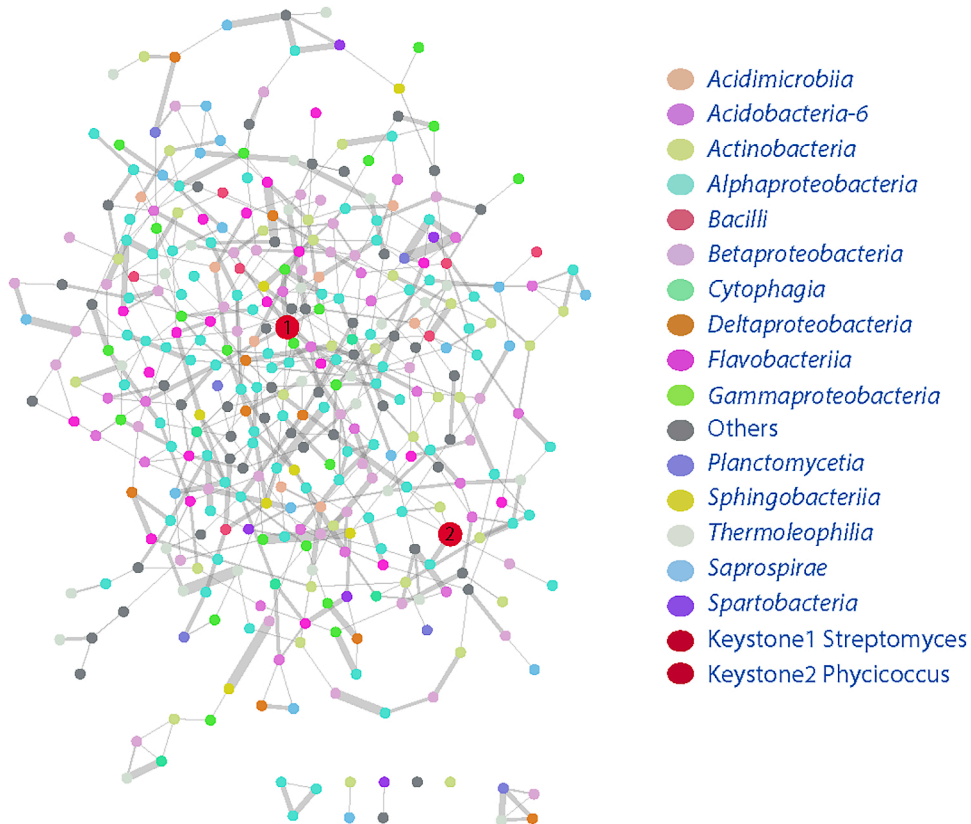 1
2
Acidimicrobiia
Acidobacteria-6
Actinobacteria
Alphaproteobacteria
Bacilli
Betaproteobacteria
Cytophagia
Deltaproteobacteria
Flavobacteriia
Gammaproteobacteria
Others
Planctomycetia
Sphingobacteriia
Thermoleophilia
Saprospirae
Spartobacteria
Keystone1 Streptomyces
Keystone2 Phycicoccus